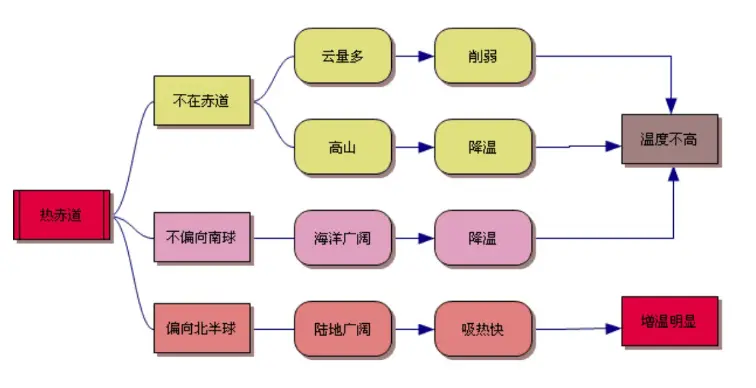 云量多
削弱
不在赤道
高山
降温
温度不高
热赤道
不偏向南球
海洋广阔
降温
偏向北半球
陆地广阔
吸热快
增温明显